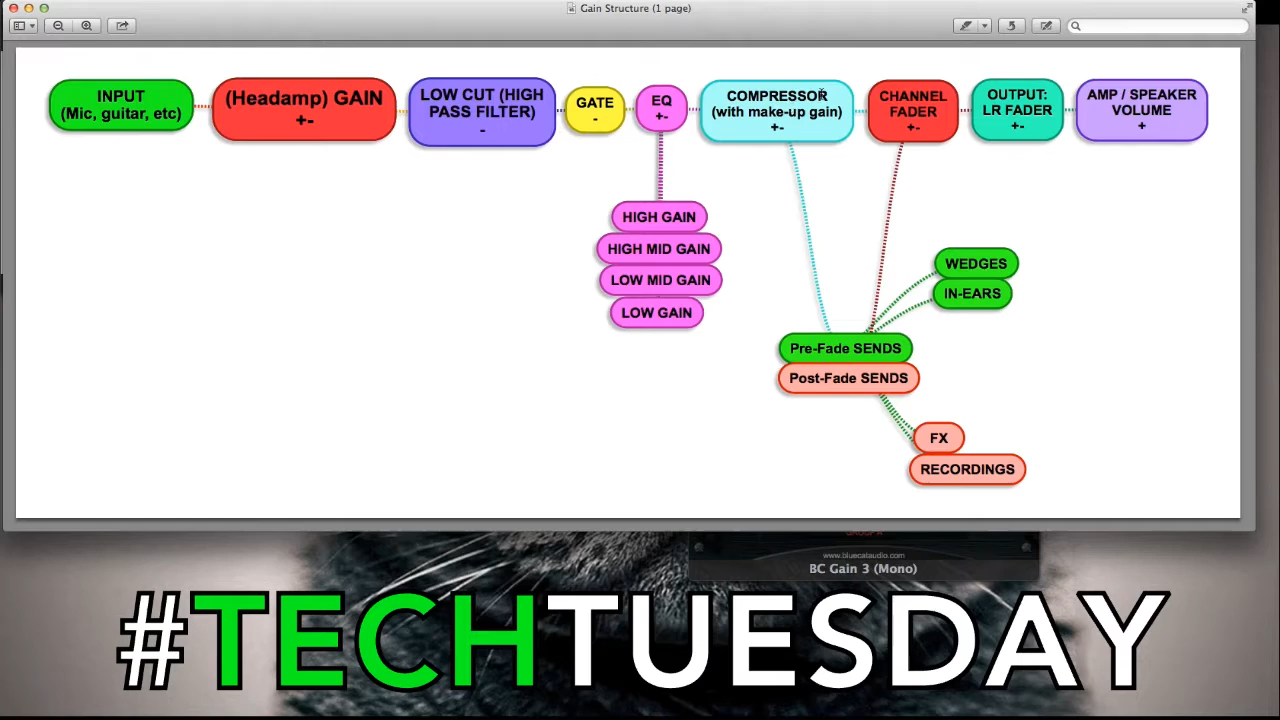 Gain Structure (1 page)
INPUT
(Mic, guitar, etc)
(Headamp) GAIN
+-
LOW CUT (HIGH
PASS FILTER)
-
GATE
-
EQ
+-
COMPRESSOR
(with make-up gain)
+-
CHANNEL
FADER
+-
OUTPUT:
LR FADER
+-
AMP / SPEAKER
VOLUME
+
HIGH GAIN
HIGH MID GAIN
LOW MID GAIN
LOW GAIN
WEDGES
IN-EARS
Pre-Fade SENDS
Post-Fade SENDS
FX
RECORDINGS
www.bluecataudio.com
BC Gain 3 (Mono)
#TECHTUESDAY